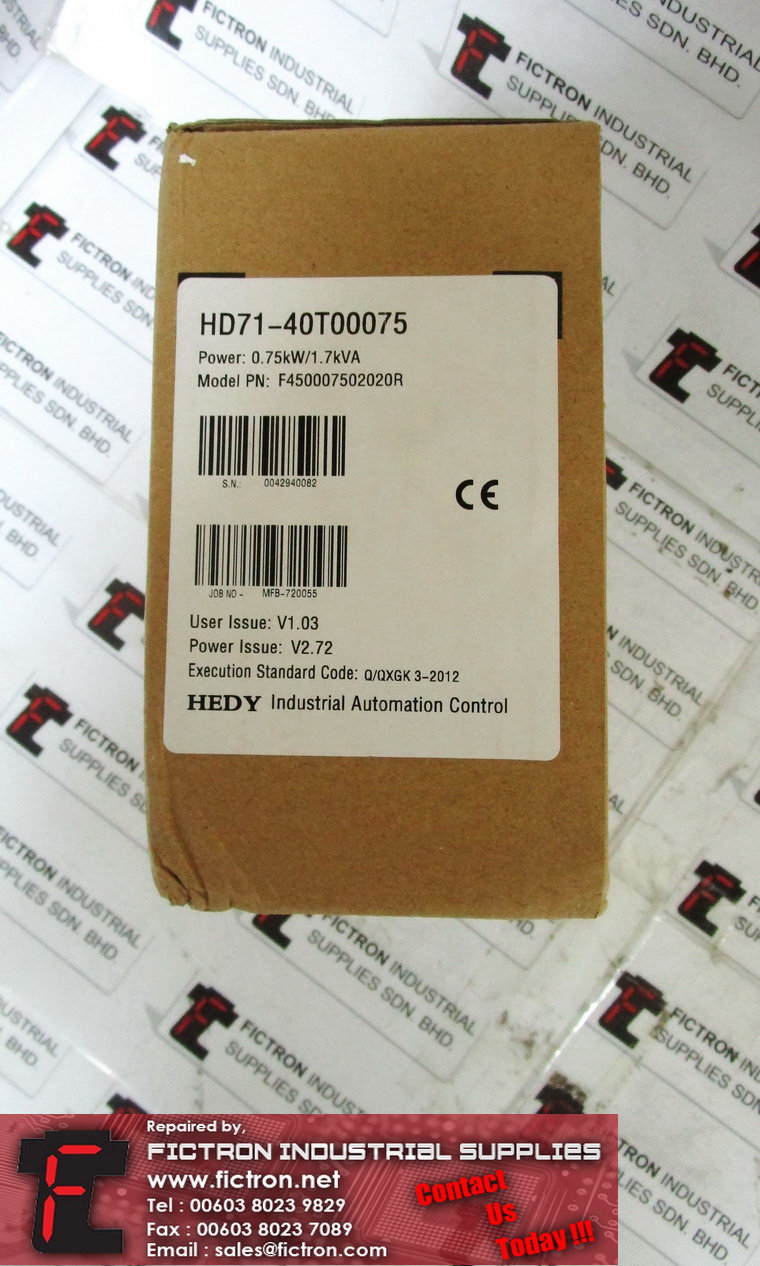 HD71-40T00075
Power: 0.75kW/1.7kVA
Model PN: F450007502020R
S.N.: 0042940082
CE
JOB NO - MFB-720055
User Issue: V1.03
Power Issue: V2.72
Execution Standard Code: Q/QXGK 3-2012
HEDY Industrial Automation Control
FICTRON INDUSTRIAL
SUPPLIES SDN. BHD.
Repaired by,
FICTRON INDUSTRIAL SUPPLIES
www.fictron.net
Tel : 00603 8023 9829
Fax : 00603 8023 7089
Email : sales@fictron.com
Contact
Us
Today !!!